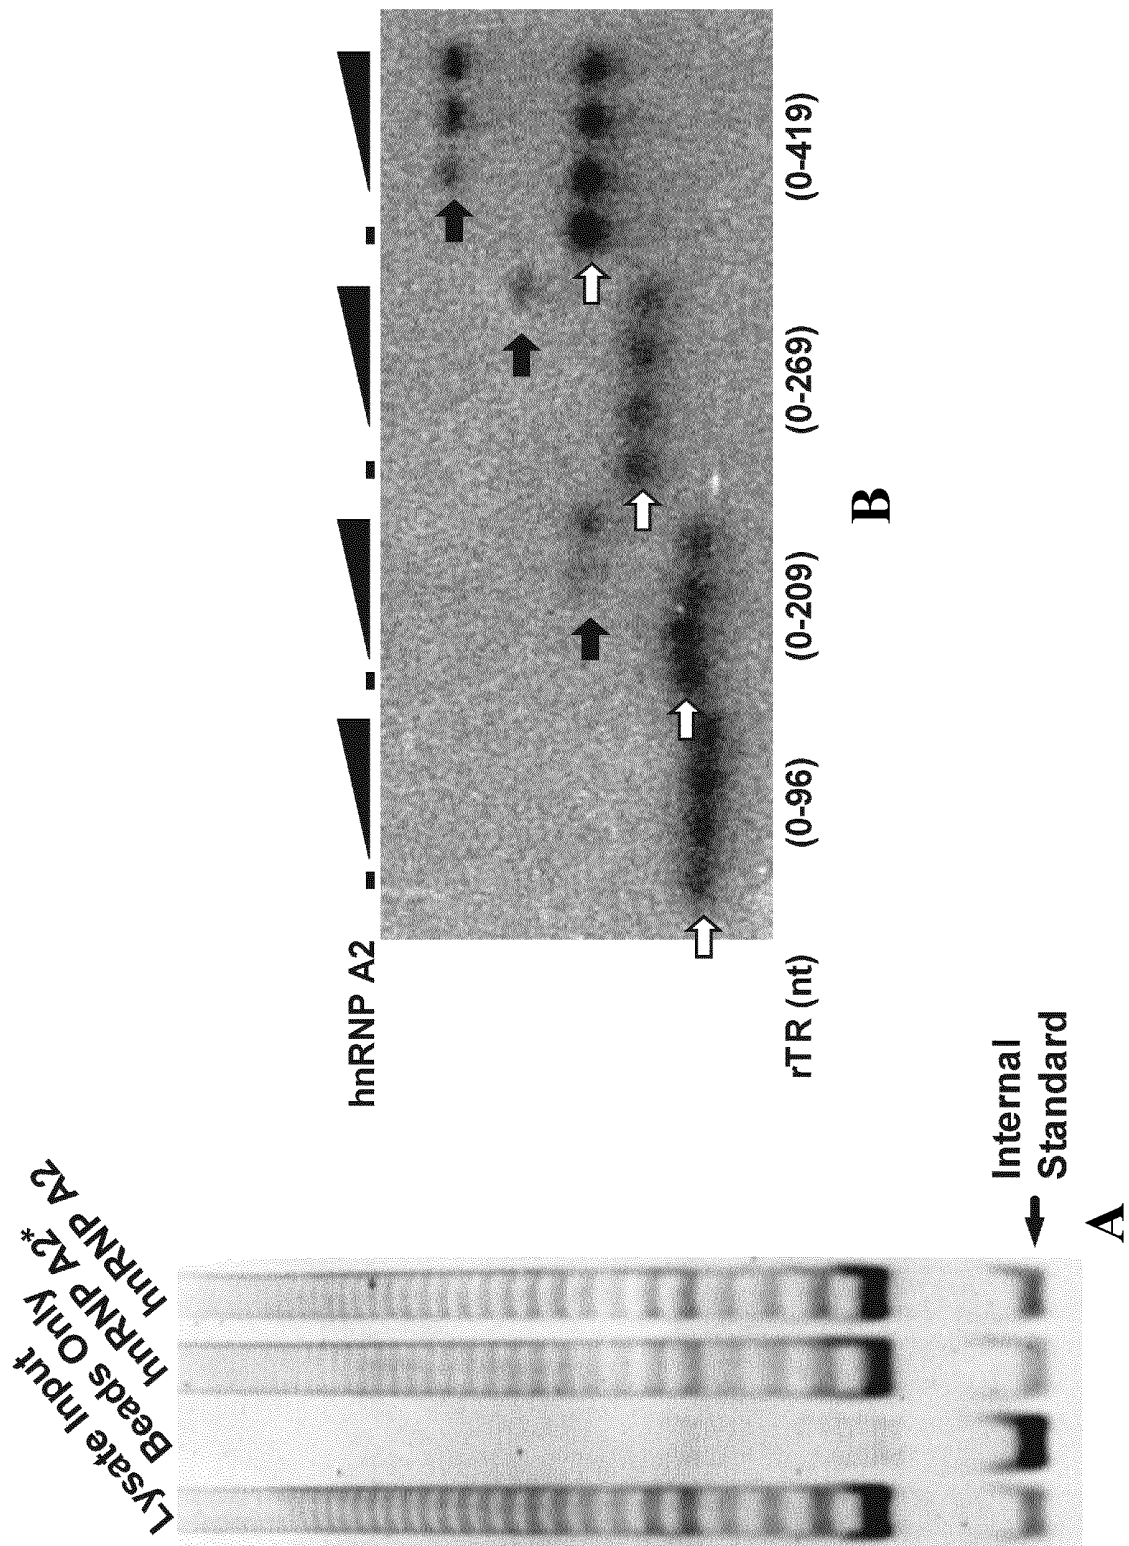 Lysate Input
Beads Only
hnRNP A2*
hnRNP A2
Internal
Standard
A
hnRNP A2
rTR (nt)
(0-96)
(0-209)
(0-269)
(0-419)
B